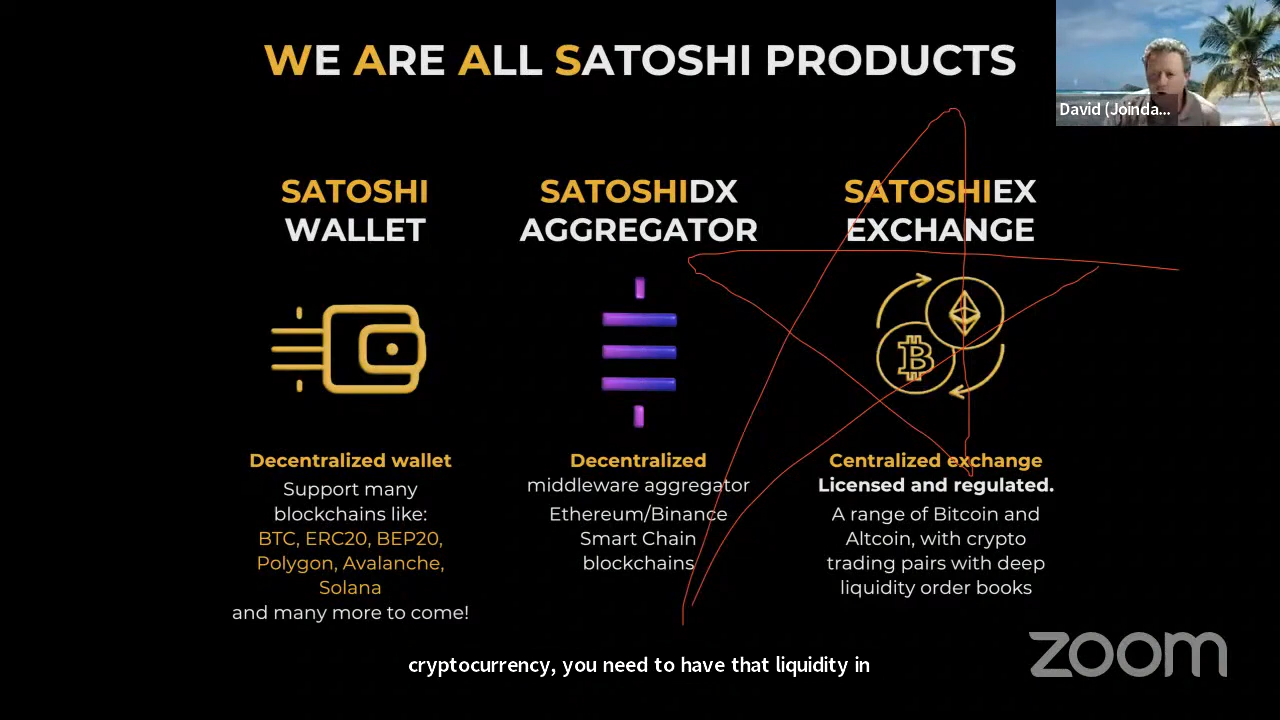 WE ARE ALL SATOSHI PRODUCTS
David (Joinda...
SATOSHI
WALLET
Decentralized wallet
Support many
blockchains like:
BTC, ERC20, BEP20,
Polygon, Avalanche,
Solana
and many more to come!
SATOSHIDX
AGGREGATOR
Decentralized
middleware aggregator
Ethereum/Binance
Smart Chain
blockchains
SATOSHIEX
EXCHANGE
Centralized exchange
Licensed and regulated.
A range of Bitcoin and
Altcoin, with crypto
trading pairs with deep
liquidity order books
cryptocurrency, you need to have that liquidity in
zoom